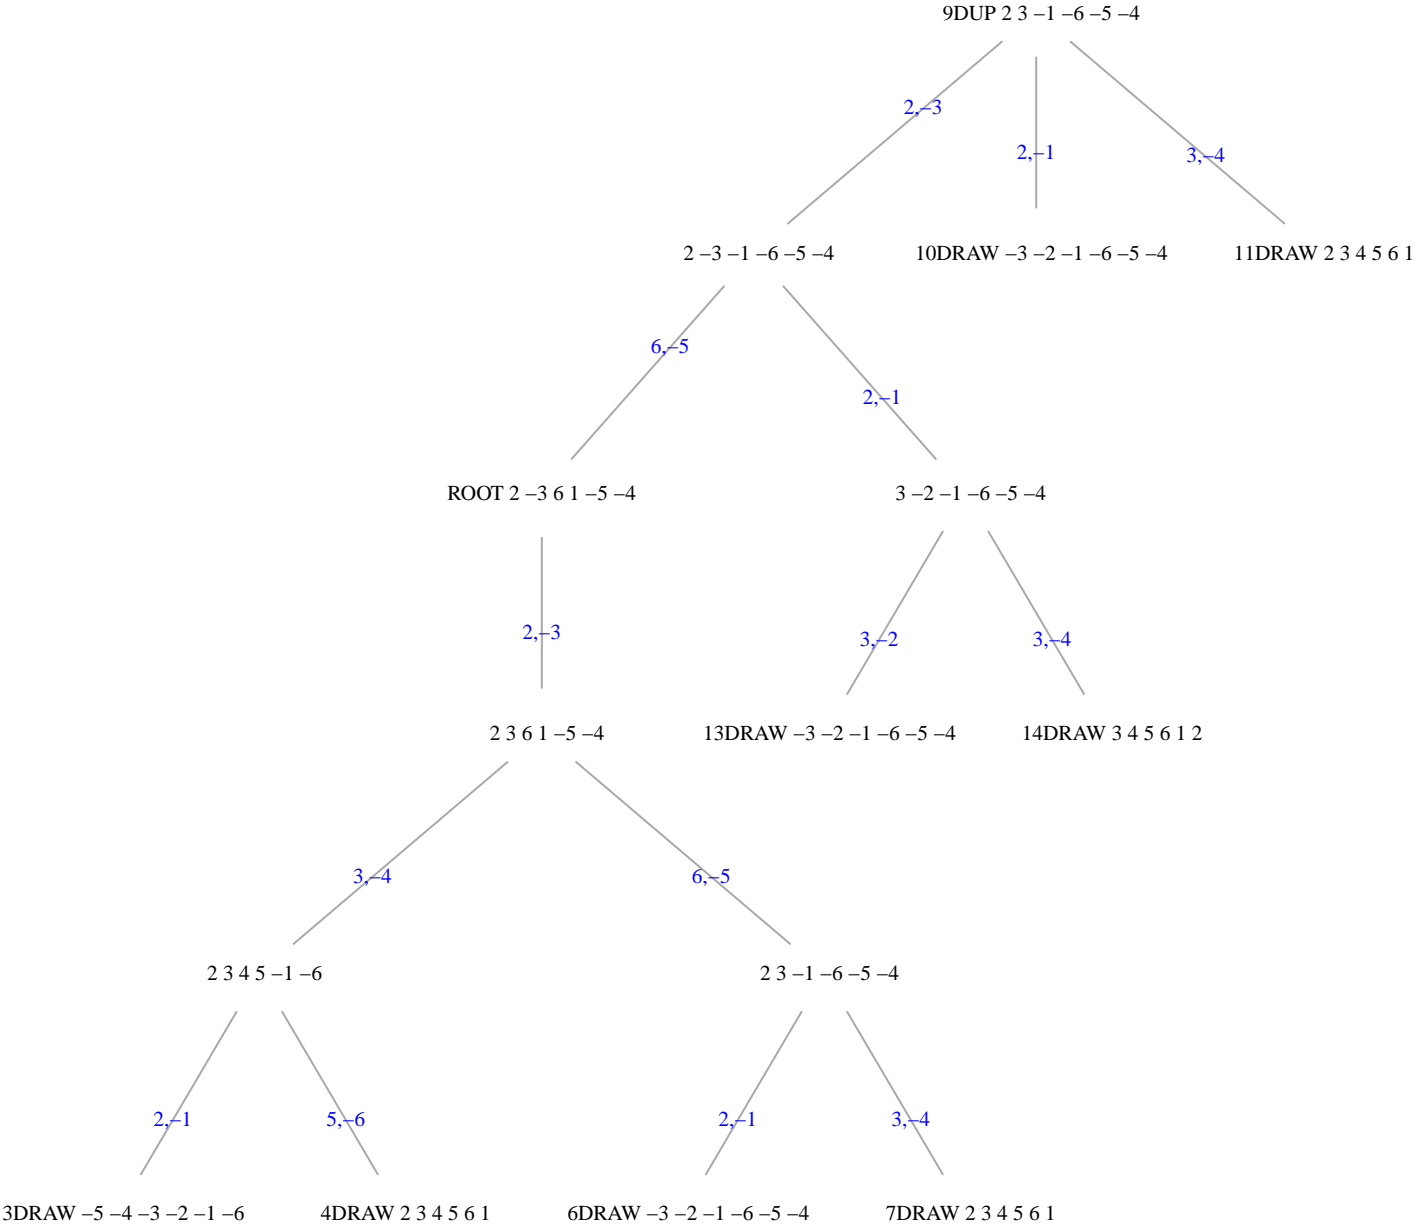 9DUP 2 3 –1 –6 –5 –4
2,–3
2,–1
3,–4
2 –3 –1 –6 –5 –4
10DRAW –3 –2 –1 –6 –5 –4
11DRAW 2 3 4 5 6 1
6,–5
2,–1
ROOT 2 –3 6 1 –5 –4
3 –2 –1 –6 –5 –4
2,–3
3,–2
3,–4
2 3 6 1 –5 –4
13DRAW –3 –2 –1 –6 –5 –4
14DRAW 3 4 5 6 1 2
3,–4
6,–5
2 3 4 5 –1 –6
2 3 –1 –6 –5 –4
2,–1
5,–6
2,–1
3,–4
3DRAW –5 –4 –3 –2 –1 –6
4DRAW 2 3 4 5 6 1
6DRAW –3 –2 –1 –6 –5 –4
7DRAW 2 3 4 5 6 1